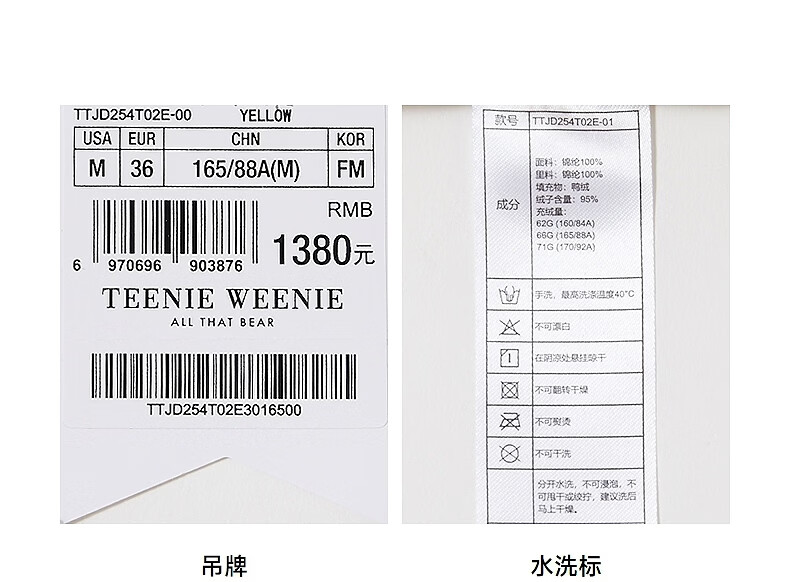 TTJD254T02E-00
YELLOW
USA EUR CHN KOR
M 36 165/88A(M) FM
RMB
1380元
6 970696 903876
TEENIE WEENIE
ALL THAT BEAR
TTJD254T02E3016500
吊牌
款号 TTJD254T02E-01
成分
面料：锦纶100%
里料：锦纶100%
填充物：鸭绒
绒子含量：95%
充绒量：
62G (160/84A)
66G (165/88A)
71G (170/92A)
手洗，最高洗涤温度40°C
不可漂白
在阴凉处悬挂晾干
不可翻转干燥
不可熨烫
不可干洗
分开水洗，不可浸泡，不
可甩干或绞拧，建议洗后
马上干燥。
水洗标